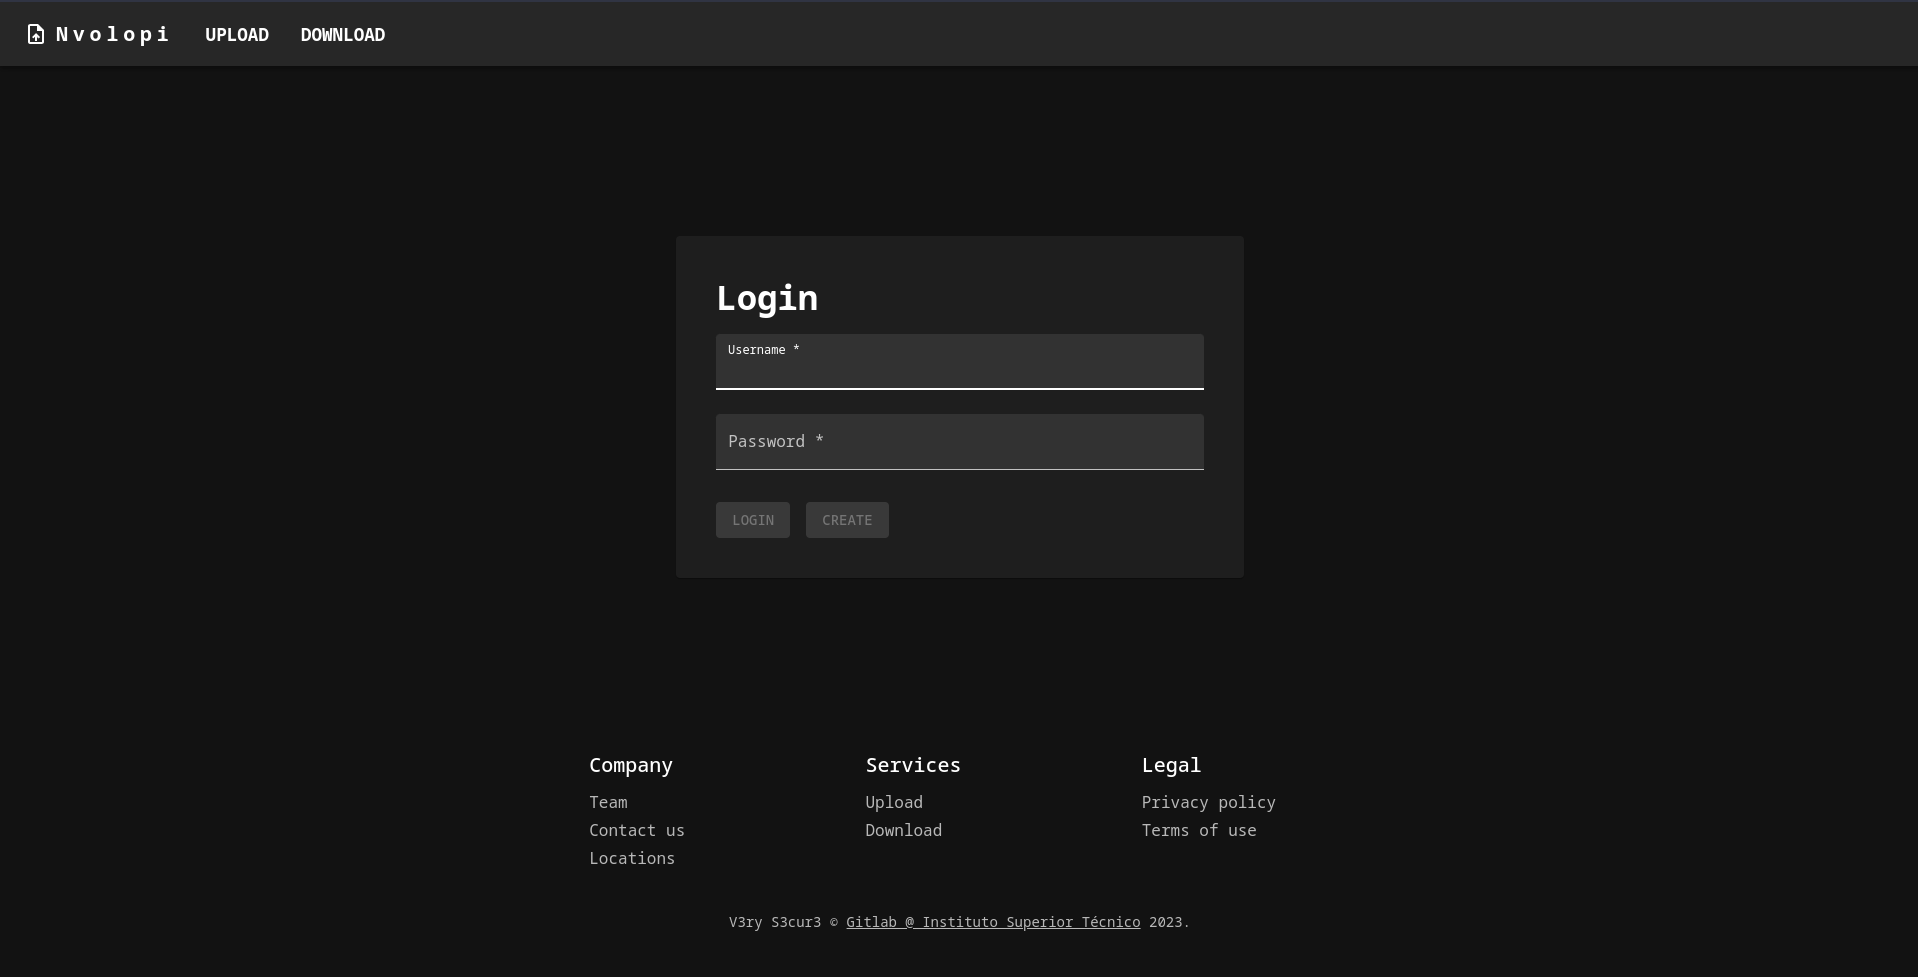 Nvolopi UPLOAD DOWNLOAD
Login
Username *
Password *
LOGIN CREATE
Company
Team
Contact us
Locations
Services
Upload
Download
Legal
Privacy policy
Terms of use
V3ry S3cur3 © Gitlab @ Instituto Superior Técnico 2023.